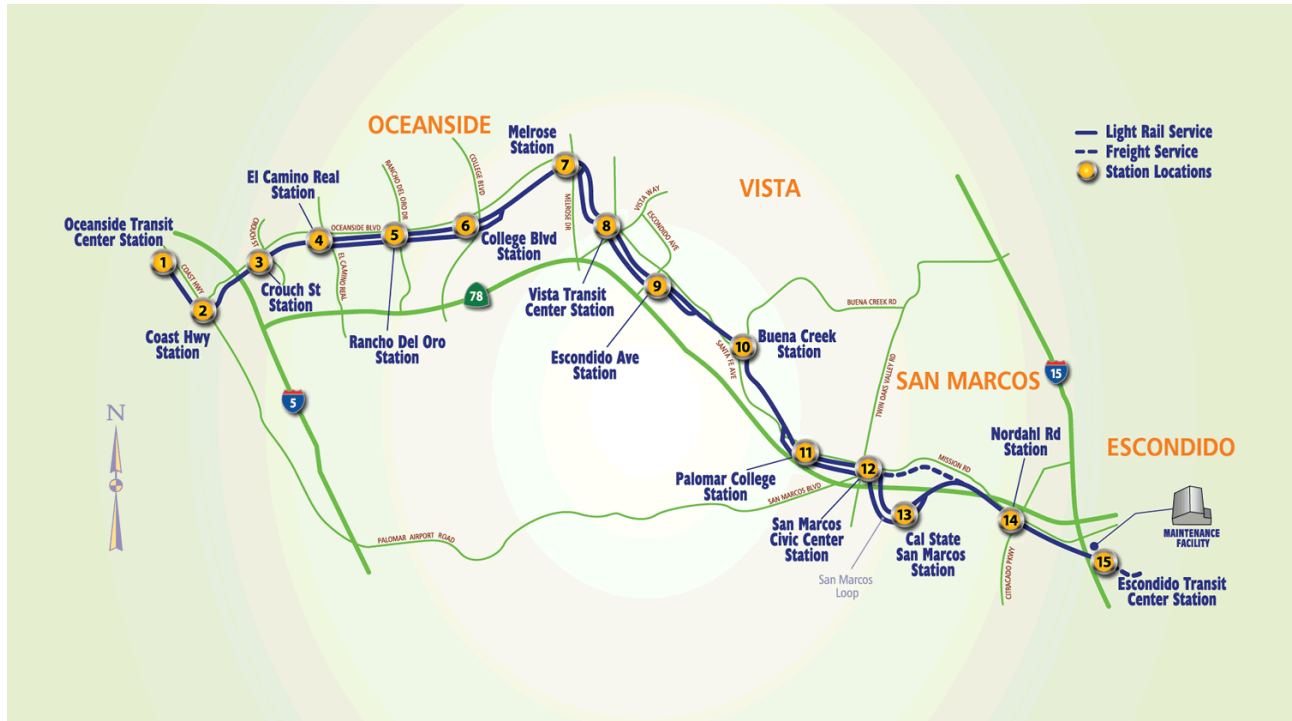 OCEANSIDE
VISTA
SAN MARCOS
ESCONDIDO
Light Rail Service
Freight Service
Station Locations
Oceanside Transit
Center Station
1
COAST HWY
2
Coast Hwy
Station
CROUCH ST
3
Crouch St
Station
El Camino Real
Station
4
OCEANSIDE BLVD
EL CAMINO REAL
RANCHO DEL ORO DR
5
Rancho Del Oro
Station
COLLEGE BLVD
6
College Blvd
Station
Melrose
Station
7
MELROSE DR
8
Vista Transit
Center Station
VISTA WAY
ESCONDIDO AVE
9
Escondido Ave
Station
78
5
10
Buena Creek
Station
SANTA FE AVE
BUENA CREEK RD
TWIN OAKS VALLEY RD
15
11
Palomar College
Station
SAN MARCOS BLVD
PALOMAR AIRPORT ROAD
12
San Marcos
Civic Center
Station
MISSION RD
13
Cal State
San Marcos
Station
San Marcos
Loop
Nordahl Rd
Station
14
CITRACADO PKWY
MAINTENANCE
FACILITY
15
Escondido Transit
Center Station
N